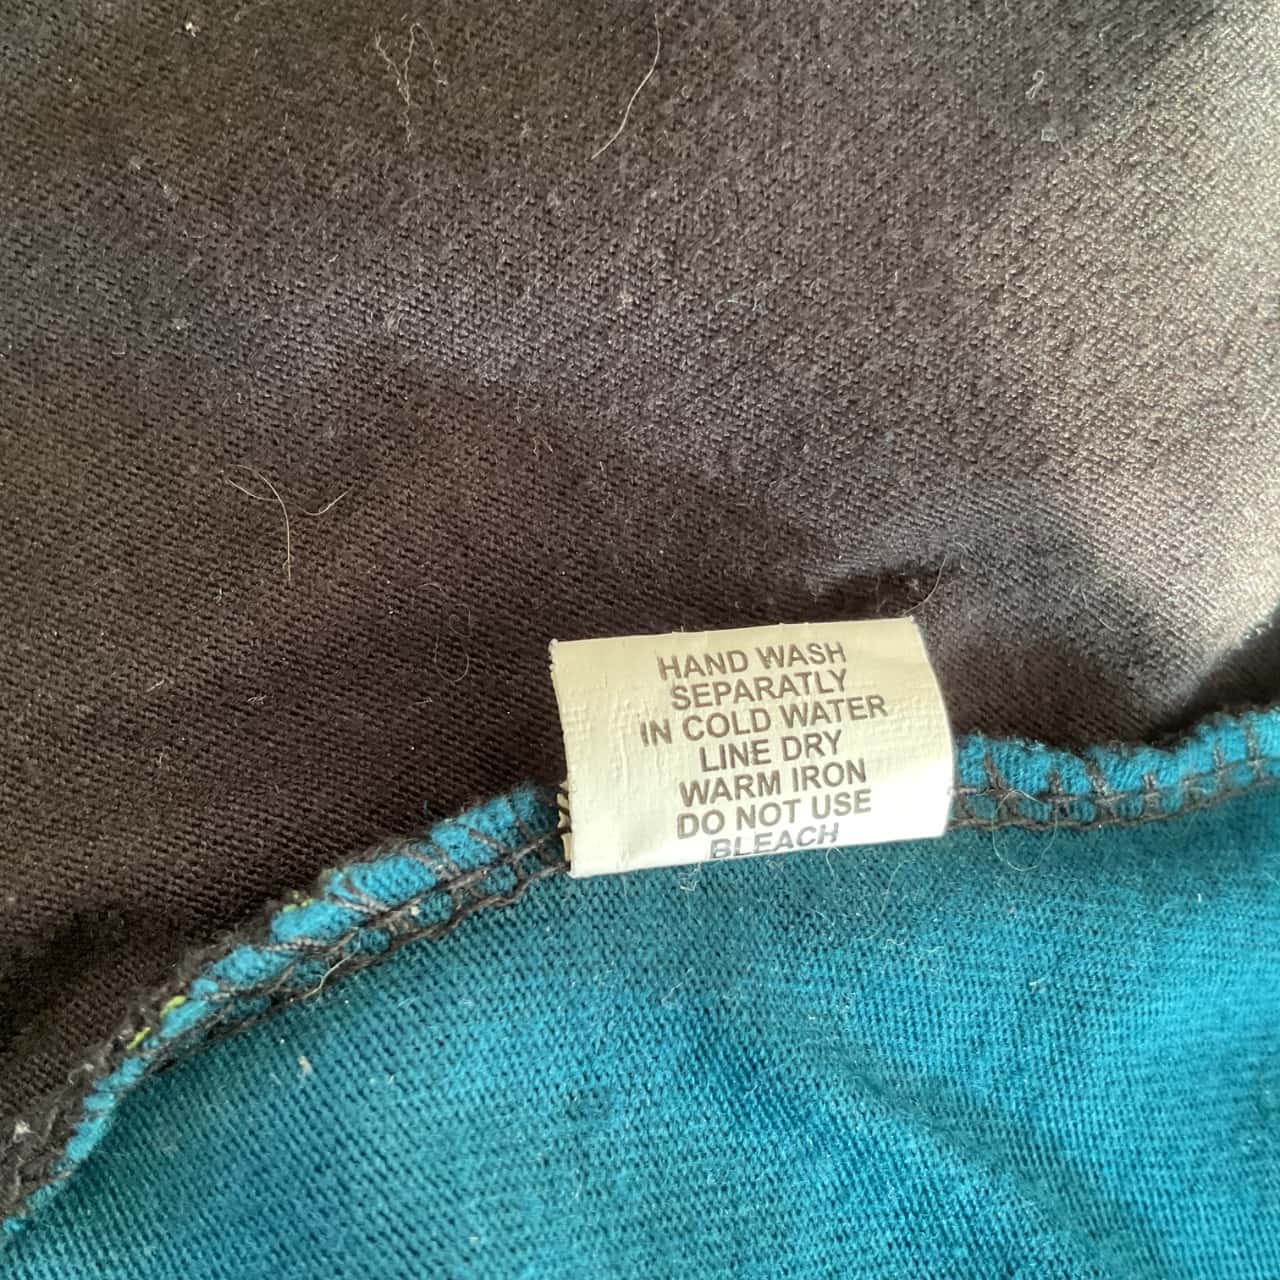 HAND WASH
SEPARATLY
IN COLD WATER
LINE DRY
WARM IRON
DO NOT USE
BLEACH